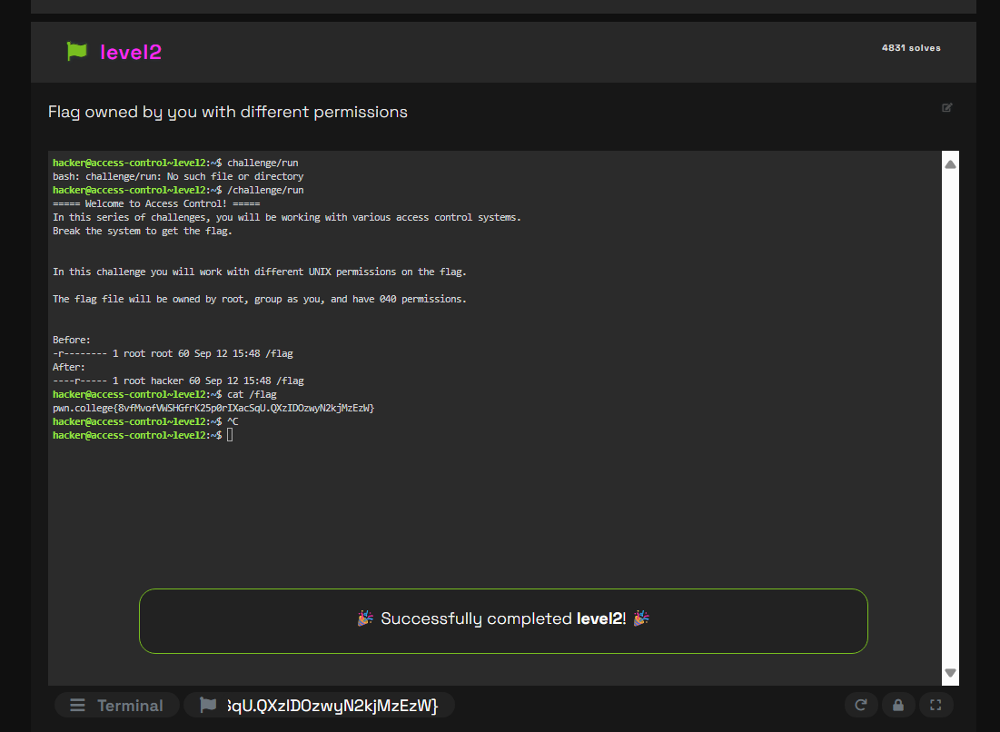 level2
4831 solves
Flag owned by you with different permissions
hacker@access-control~level2:~$ challenge/run
bash: challenge/run: No such file or directory
hacker@access-control~level2:~$ /challenge/run
===== Welcome to Access Control! =====
In this series of challenges, you will be working with various access control systems.
Break the system to get the flag.
In this challenge you will work with different UNIX permissions on the flag.
The flag file will be owned by root, group as you, and have 040 permissions.
Before:
-r-------- 1 root root 60 Sep 12 15:48 /flag
After:
----r----- 1 root hacker 60 Sep 12 15:48 /flag
hacker@access-control~level2:~$ cat /flag
pwn.college{8vfMvofVWSHGfrK25p0rIXacSqU.QXzIDOzwyN2kjMzEzW}
hacker@access-control~level2:~$ ^C
hacker@access-control~level2:~$
🎉 Successfully completed level2! 🎉
Terminal
SqU.QXzIDOzwyN2kjMzEzW}